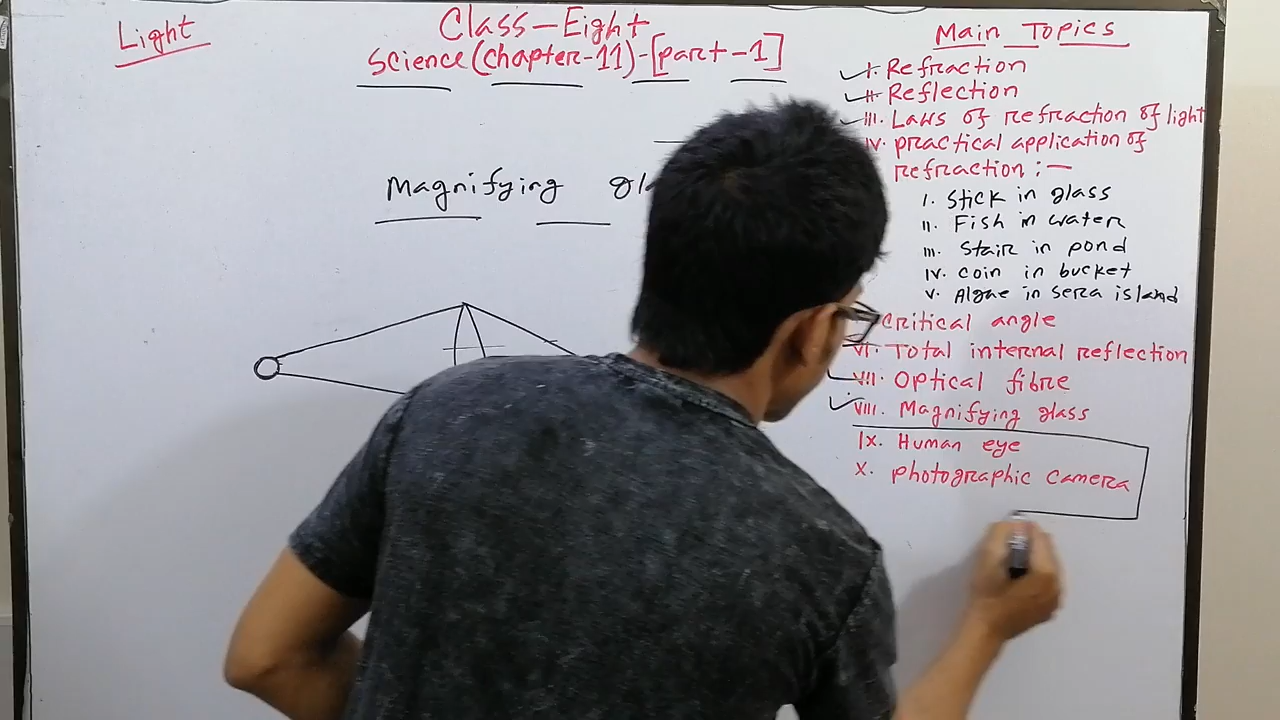 Light
Class-Eight
Science(chapter-11)-[part-1]
Magnifying
Main Topics
I. Refraction
II. Reflection
III. Laws of refraction of light
IV. practical application of
refraction :-
I. Stick in glass
II. Fish in water
III. Stair in pond
IV. coin in bucket
V. Algae in Sera island
Critical angle
VI. Total internal reflection
VII. Optical fibre
VIII. Magnifying glass
IX. Human eye
X. photographic camera